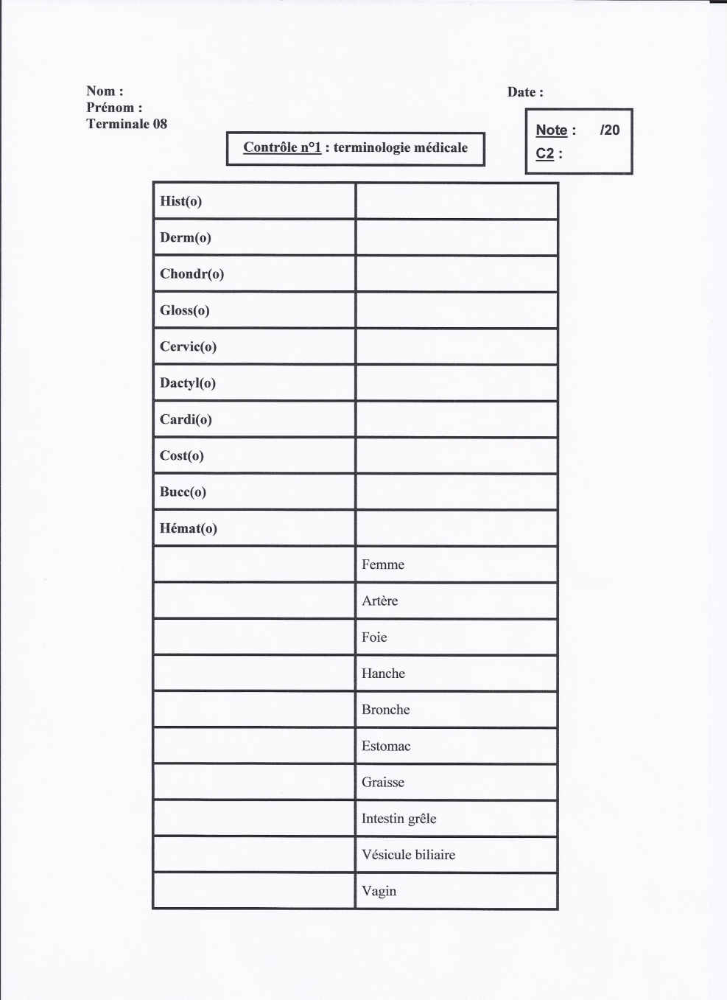 Nom :
Prénom :
Terminale 08
Date :
Note :      /20
C2 :
Contrôle n°1 : terminologie médicale
Hist(o)
Derm(o)
Chondr(o)
Gloss(o)
Cervic(o)
Dactyl(o)
Cardi(o)
Cost(o)
Bucc(o)
Hémat(o)
Femme
Artère
Foie
Hanche
Bronche
Estomac
Graisse
Intestin grêle
Vésicule biliaire
Vagin